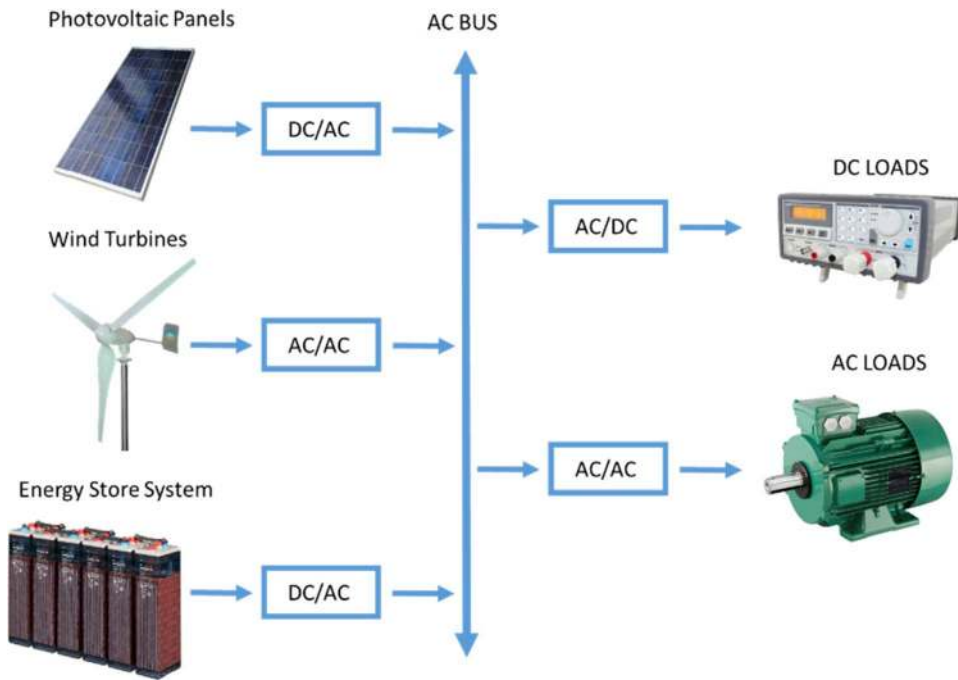 Photovoltaic Panels
AC BUS
DC/AC
DC LOADS
AC/DC
Wind Turbines
AC/AC
AC LOADS
AC/AC
Energy Store System
DC/AC